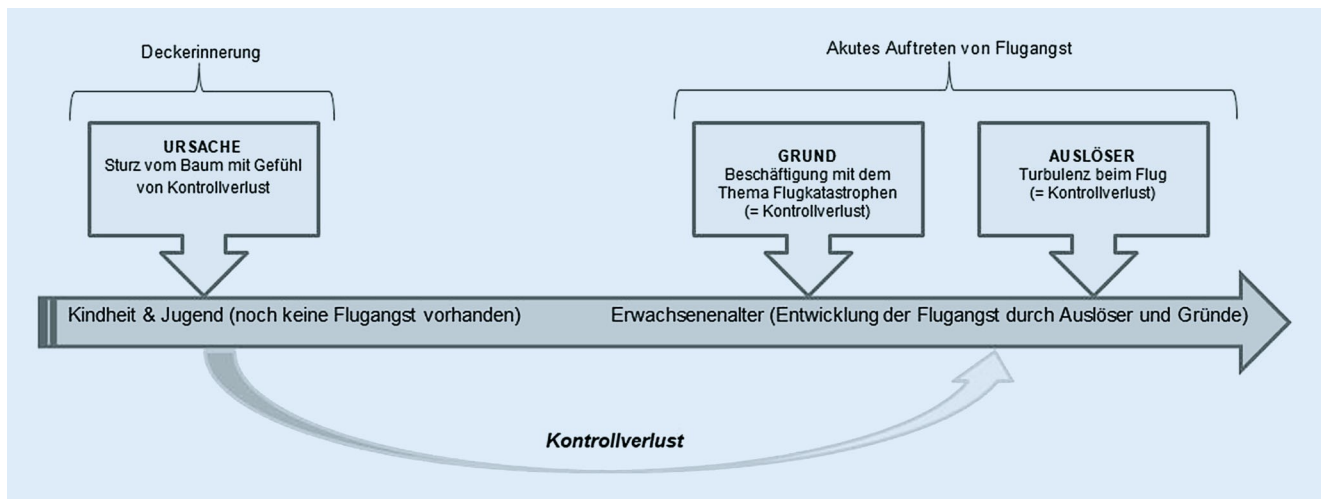 Deckerinnerung
Akutes Auftreten von Flugangst
URSACHE
Sturz vom Baum mit Gefühl
von Kontrollverlust
GRUND
Beschäftigung mit dem
Thema Flugkatastrophen
(= Kontrollverlust)
AUSLÖSER
Turbulenz beim Flug
(= Kontrollverlust)
Kindheit & Jugend (noch keine Flugangst vorhanden)
Erwachsenenalter (Entwicklung der Flugangst durch Auslöser und Gründe)
Kontrollverlust